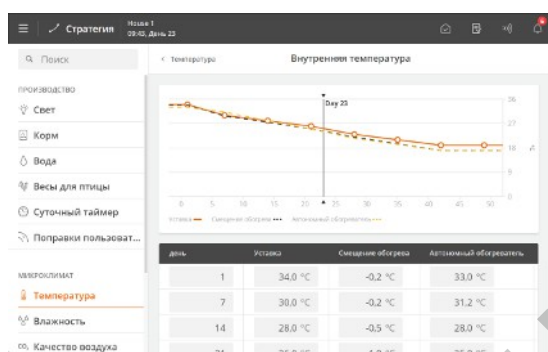 Стратегия
House 1
09:45, День 23
Поиск
‹ Температура
Внутренняя температура
ПРОИЗВОДСТВО
Свет
Корм
Вода
Весы для птицы
Суточный таймер
Поправки пользоват...
МИКРОКЛИМАТ
Температура
Влажность
CO₂ Качество воздуха
Day 23
36
27
18
9
0
0 5 10 15 20 25 30 35 40 45 50
Уставка Смещение обогрева Автономный обогреватель
день Уставка Смещение обогрева Автономный обогреватель
1 34,0 °C -0,2 °C 33,0 °C
7 30,0 °C -0,2 °C 31,2 °C
14 28,0 °C -0,5 °C 28,0 °C